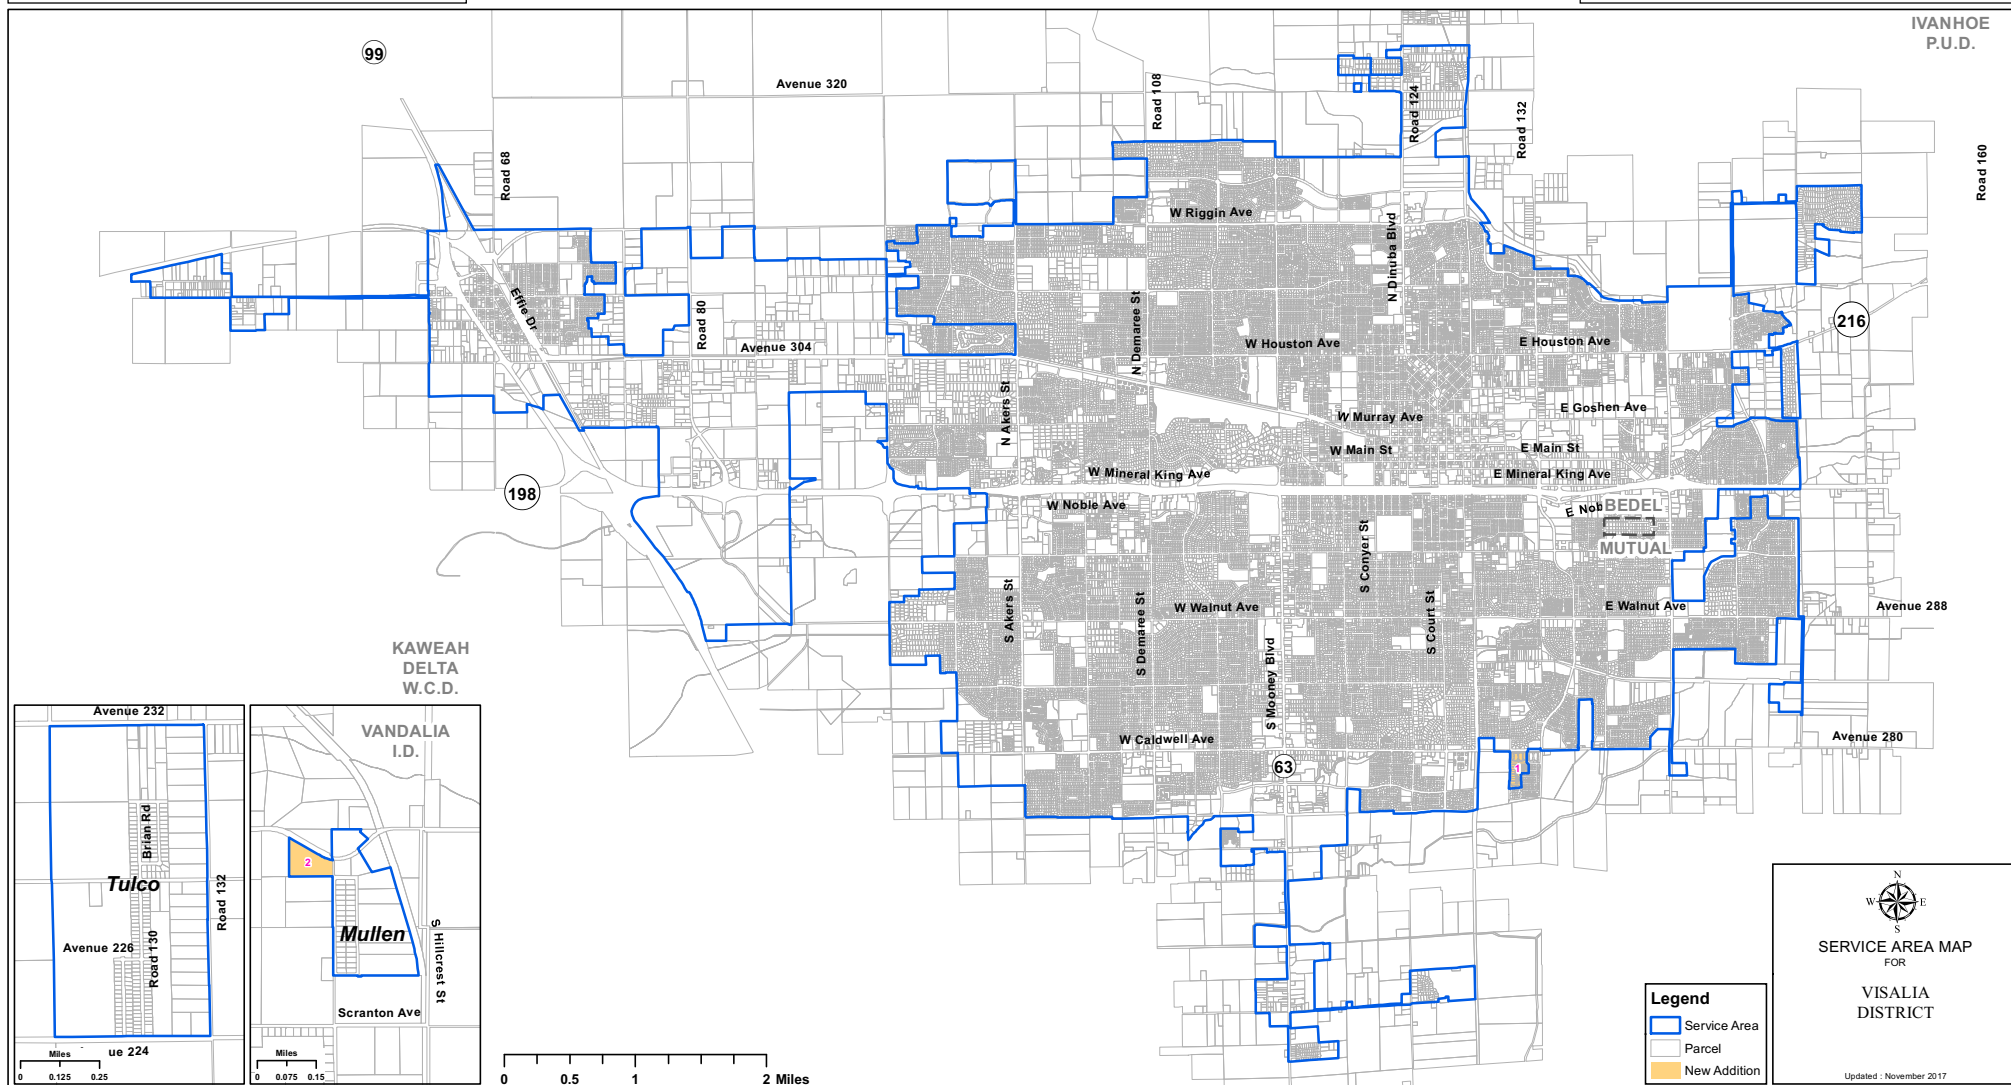 IVANHOE
P.U.D.
99
Avenue 320
Road 108
Road 124
Road 132
Road 160
Road 68
W Riggin Ave
N Dinuba Blvd
Effie Dr
Road 80
Avenue 304
N Demaree St
W Houston Ave
E Houston Ave
216
N Akers St
W Murray Ave
E Goshen Ave
W Main St
E Main St
W Mineral King Ave
E Mineral King Ave
198
W Noble Ave
E Nob
BEDEL
MUTUAL
S Conyer St
S Akers St
S Demaree St
W Walnut Ave
S Court St
E Walnut Ave
Avenue 288
KAWEAH
DELTA
W.C.D.
S Mooney Blvd
W Caldwell Ave
Avenue 280
63
1
Avenue 232
Brian Rd
Tulco
Road 132
Avenue 226
Road 130
ue 224
Miles
0 0.125 0.25
VANDALIA
I.D.
2
Mullen
S Hillcrest St
Scranton Ave
Miles
0 0.075 0.15
0 0.5 1 2 Miles
Legend
Service Area
Parcel
New Addition
N
W E
S
SERVICE AREA MAP
FOR
VISALIA
DISTRICT
Updated : November 2017